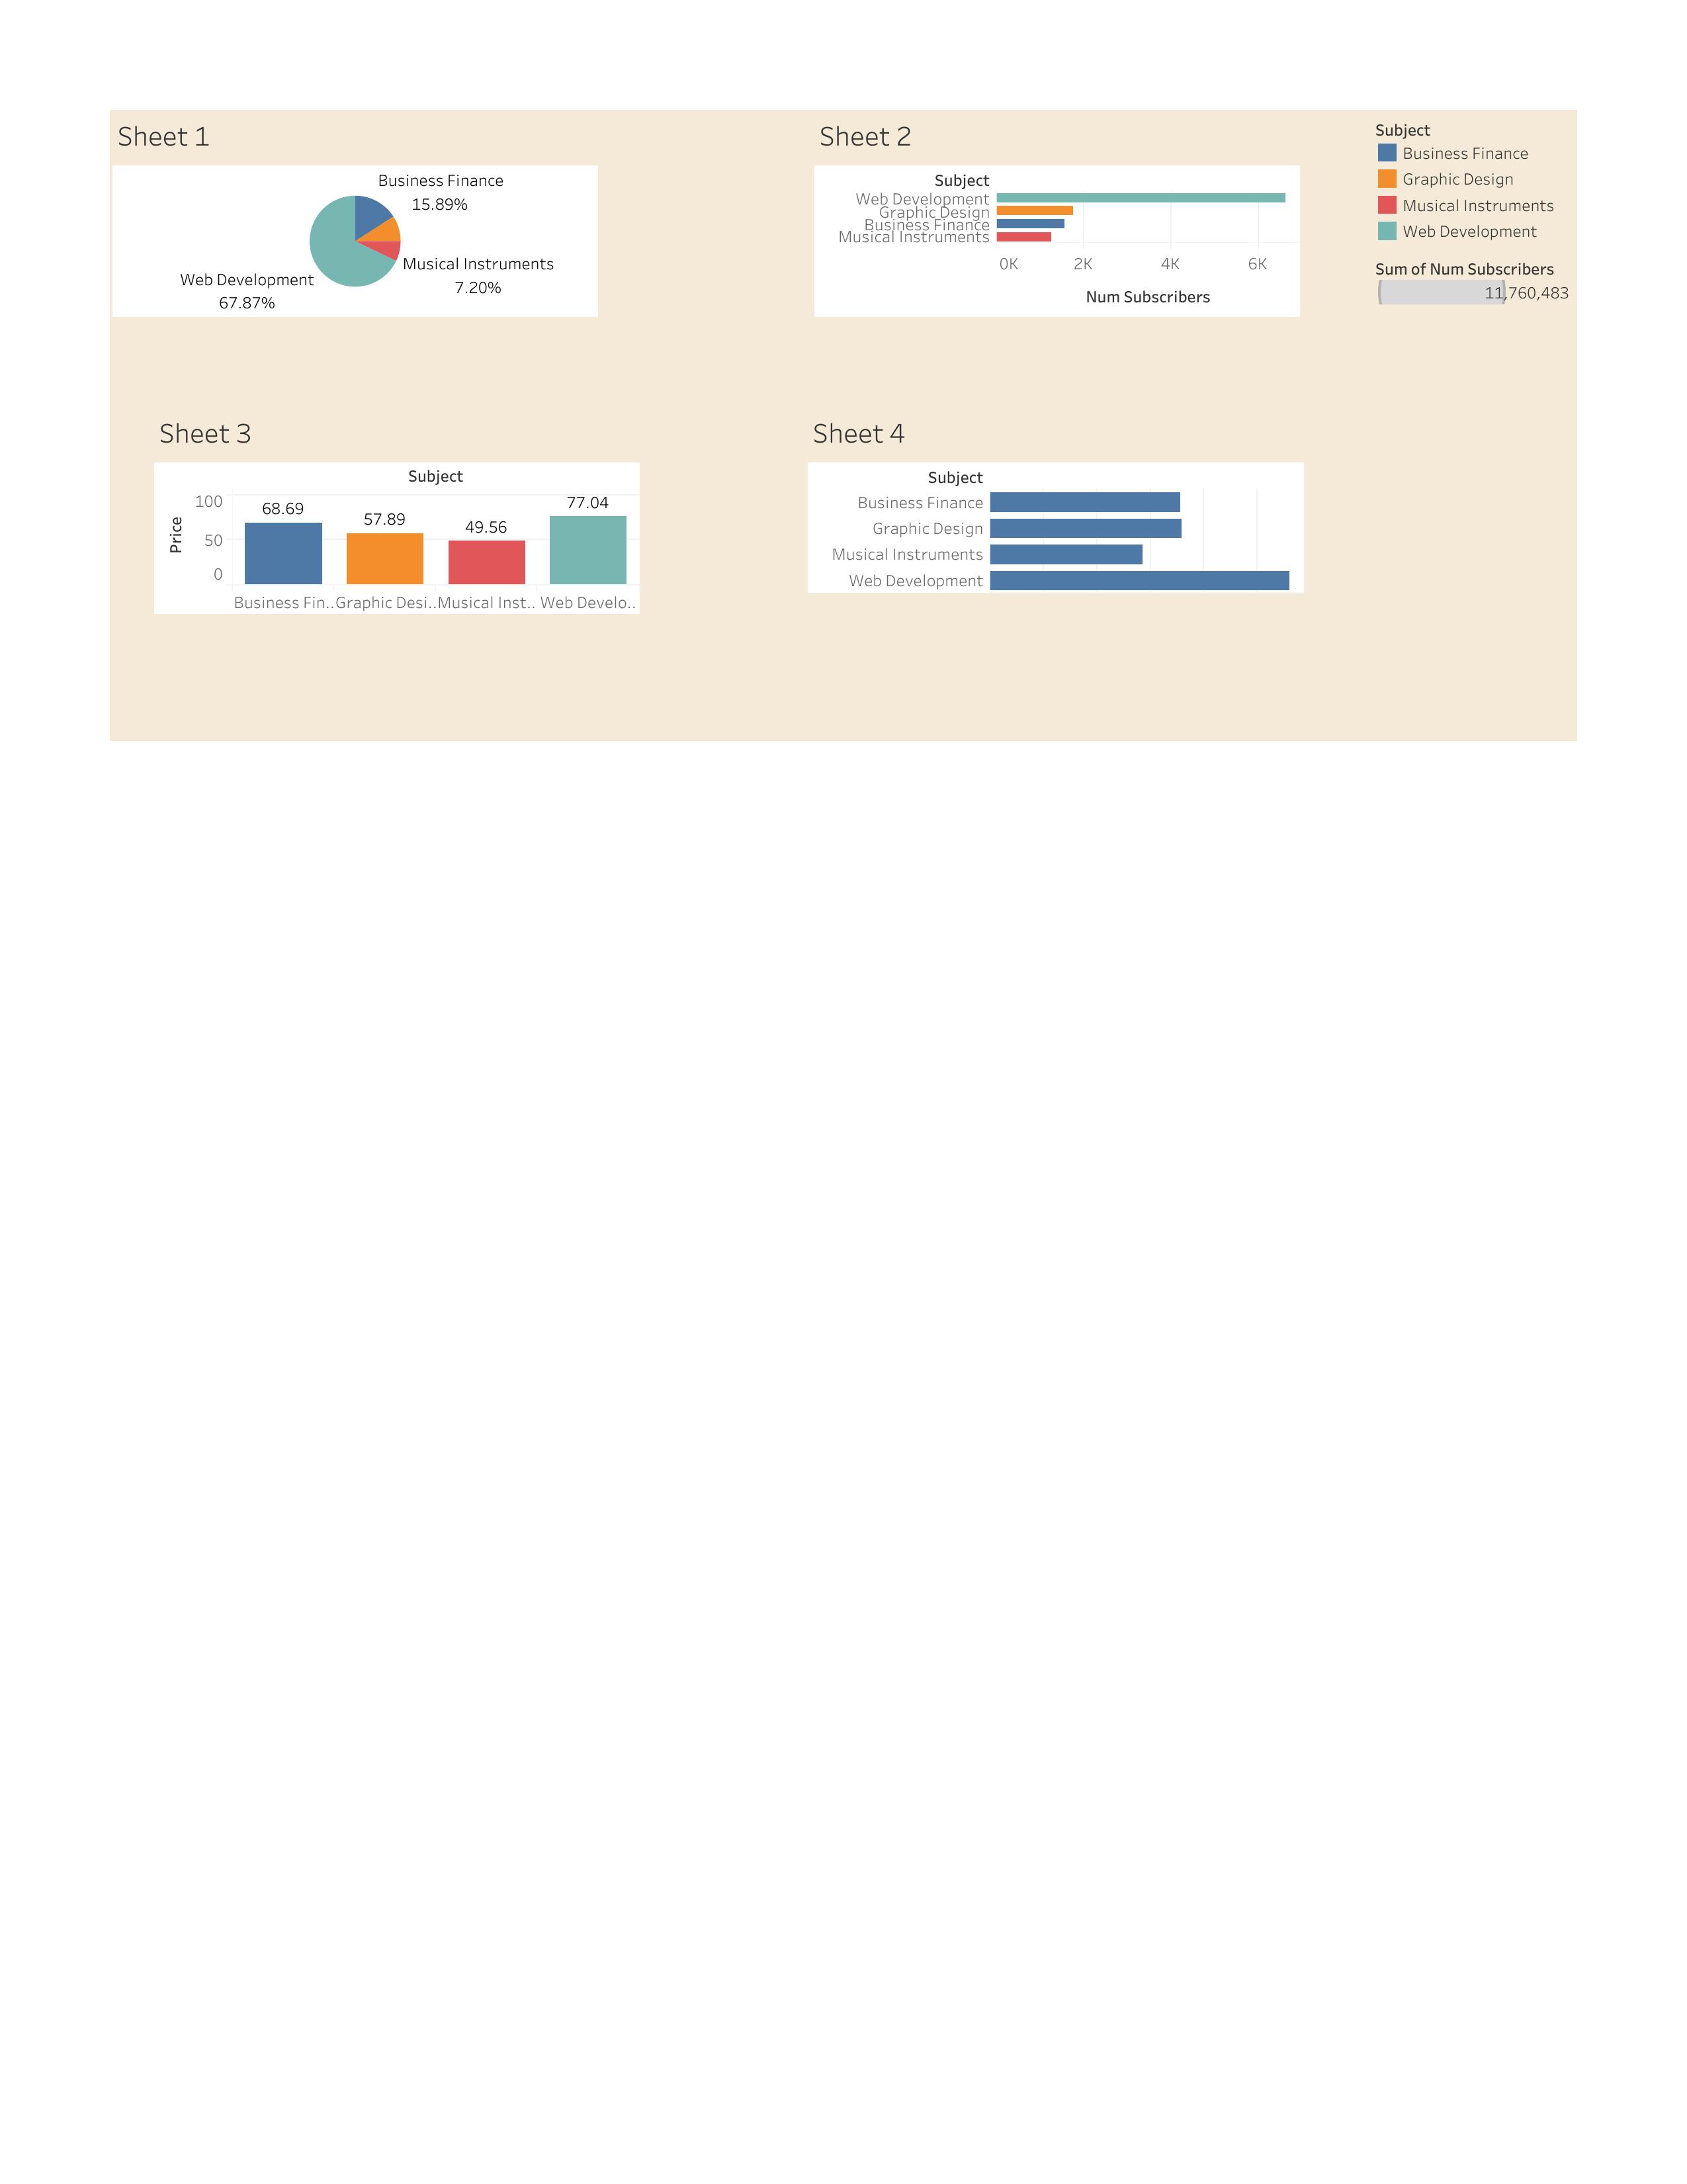 Sheet 1
Business Finance
15.89%
Musical Instruments
7.20%
Web Development
67.87%
Sheet 2
Subject
Web Development
Graphic Design
Business Finance
Musical Instruments
0K 2K 4K 6K
Num Subscribers
Subject
Business Finance
Graphic Design
Musical Instruments
Web Development
Sum of Num Subscribers
11,760,483
Sheet 3
Subject
Price
100
50
0
68.69 57.89 49.56 77.04
Business Fin.. Graphic Desi.. Musical Inst.. Web Develo..
Sheet 4
Subject
Business Finance
Graphic Design
Musical Instruments
Web Development